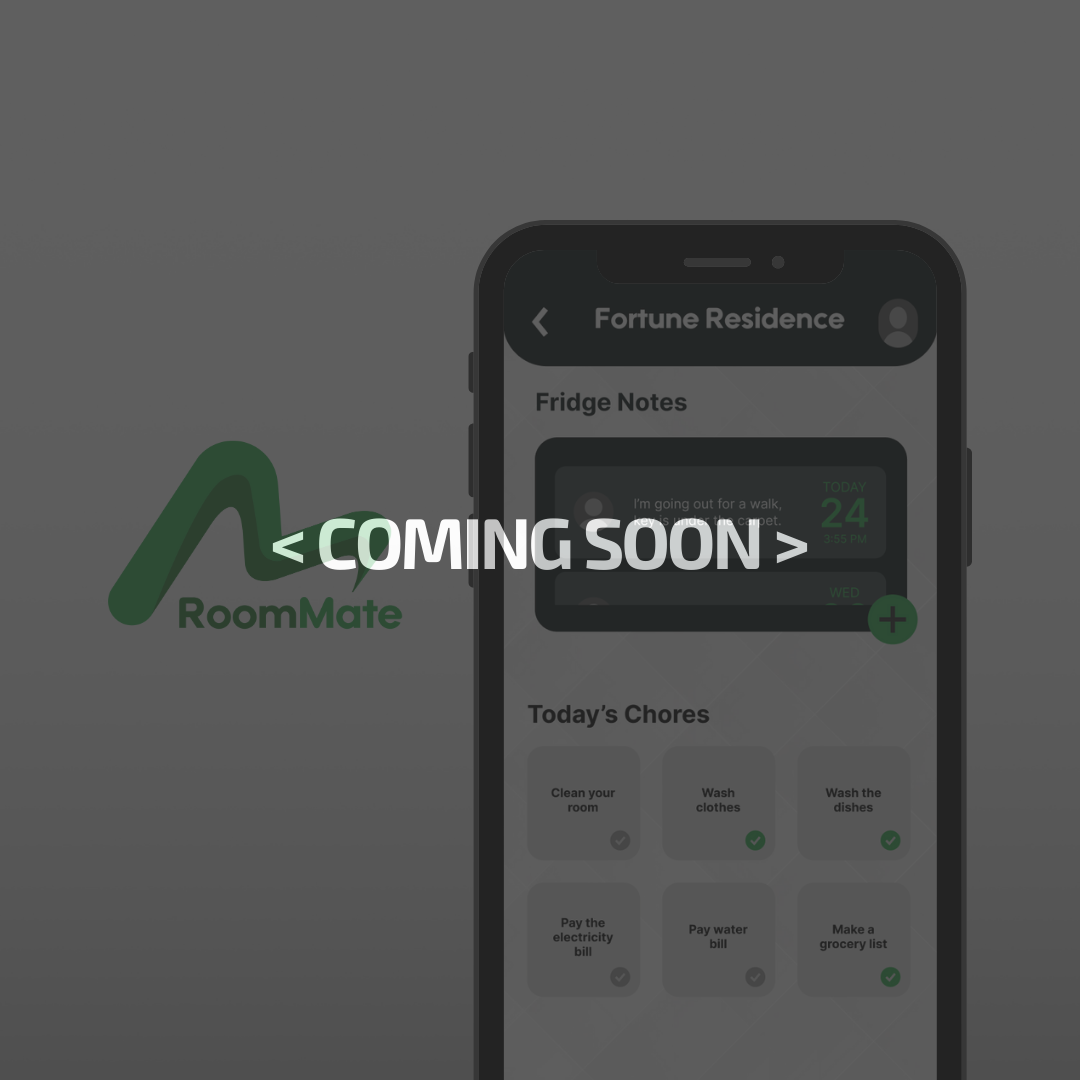 Fortune Residence
Fridge Notes
I'm going out for a walk,
key is under the carpet.
TODAY
24
3:55 PM
WED
< COMING SOON >
RoomMate
Today’s Chores
Clean your
room
Wash
clothes
Wash the
dishes
Pay the
electricity
bill
Pay water
bill
Make a
grocery list